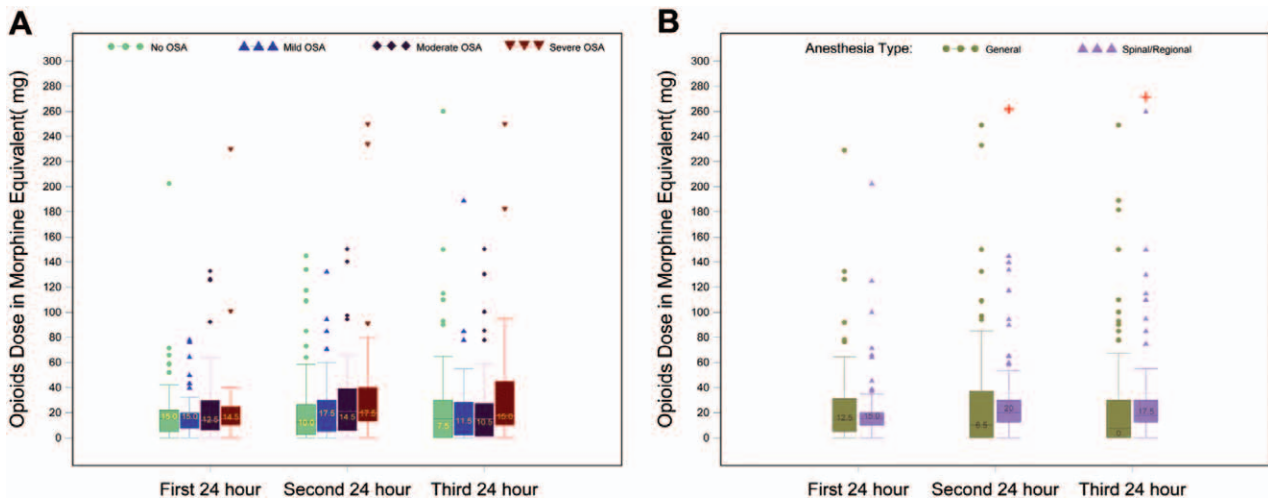 A
No OSA
Mild OSA
Moderate OSA
Severe OSA
Opioids Dose in Morphine Equivalent( mg)
300
280
260
240
220
200
180
160
140
120
100
80
60
40
20
0
15.0
15.0
12.5
14.5
10.0
17.5
14.5
17.5
7.5
11.5
10.5
First 24 hour
Second 24 hour
Third 24 hour
B
Anesthesia Type:
General
Spinal/Regional
Opioids Dose in Morphine Equivalent( mg)
300
280
260
240
220
200
180
160
140
120
100
80
60
40
20
0
12.5
15.0
20
17.5
0
First 24 hour
Second 24 hour
Third 24 hour